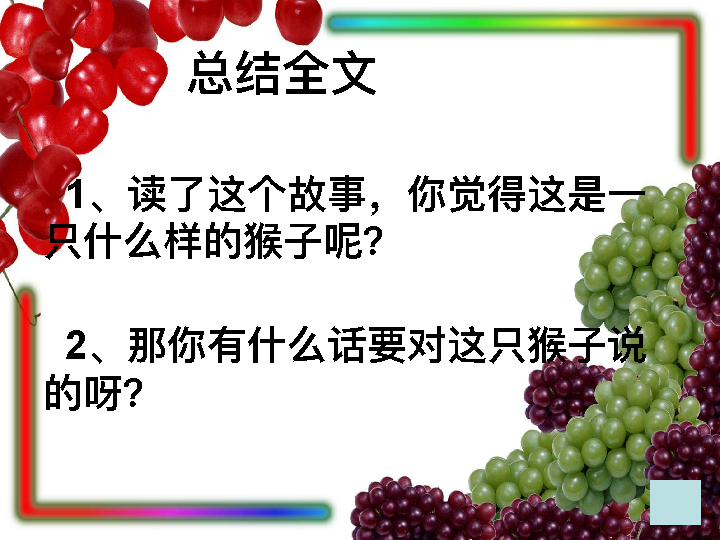 总结全文
1、读了这个故事，你觉得这是一
只什么样的猴子呢？
2、那你有什么话要对这只猴子说
的呀？